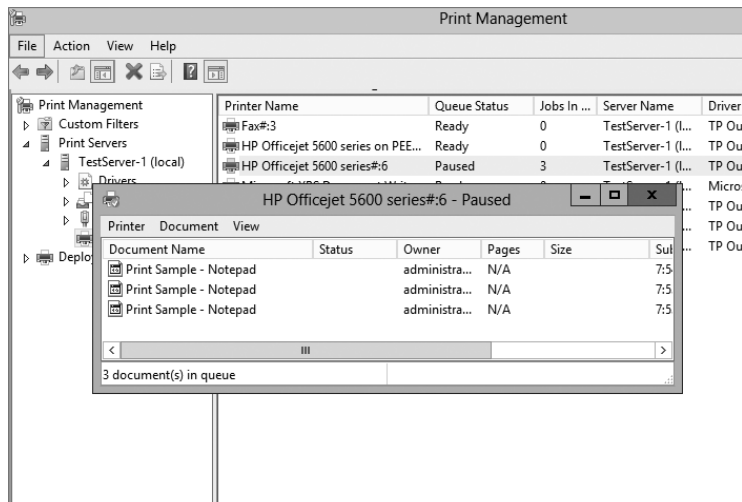 Print Management
File Action View Help
Print Management
Custom Filters
Print Servers
TestServer-1 (local)
Drivers
Deplo
Printer Name Queue Status Jobs In ... Server Name Driver
Fax#:3 Ready 0 TestServer-1 (l... TP Ou
HP Officejet 5600 series on PEE... Ready 0 TestServer-1 (l... TP Ou
HP Officejet 5600 series#:6 Paused 3 TestServer-1 (l... TP Ou
Micros
TP Ou
TP Ou
TP Ou
HP Officejet 5600 series#:6 - Paused
Printer Document View
Document Name Status Owner Pages Size Sul
Print Sample - Notepad administra... N/A 7:5
Print Sample - Notepad administra... N/A 7:5
Print Sample - Notepad administra... N/A 7:5
3 document(s) in queue